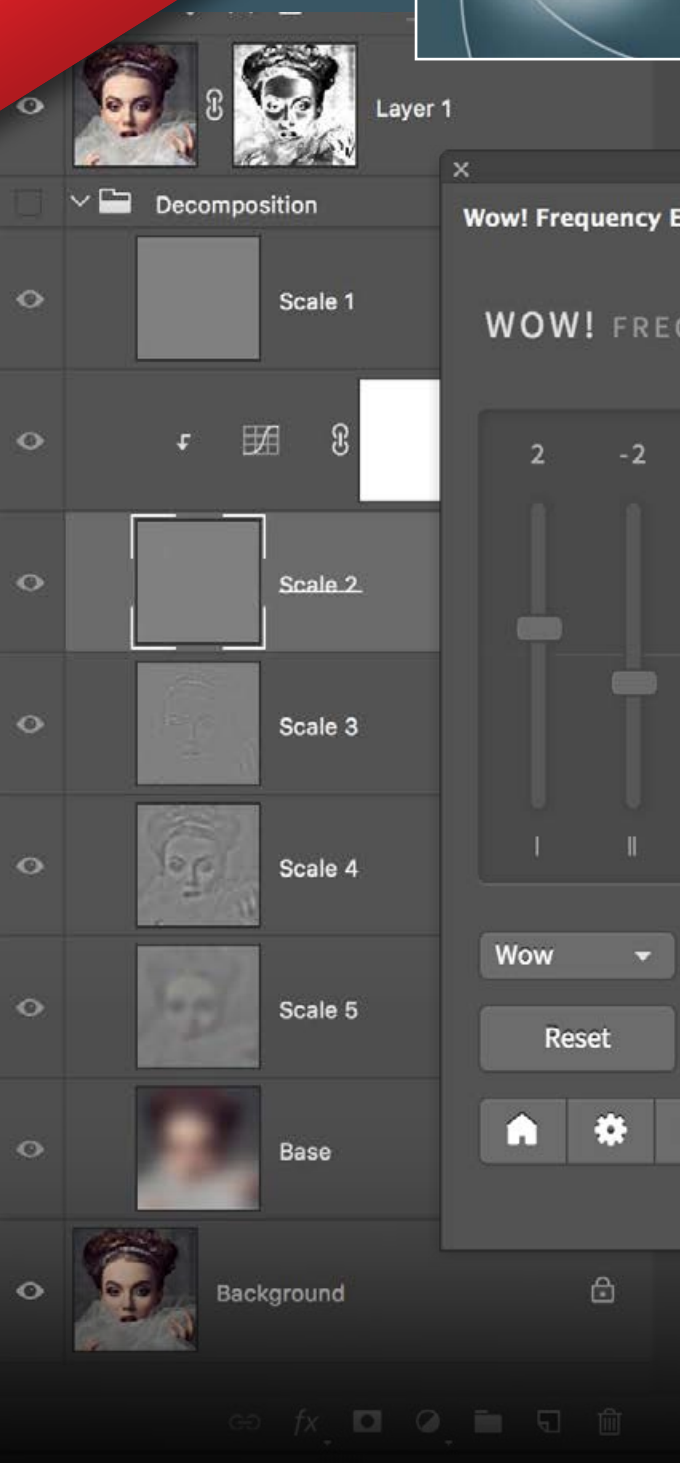 Layer 1
Decomposition
Scale 1
Scale 2
Scale 3
Scale 4
Scale 5
Base
Background
fx
Wow! Frequency
WOW!
2 -2
I II
Wow
Reset